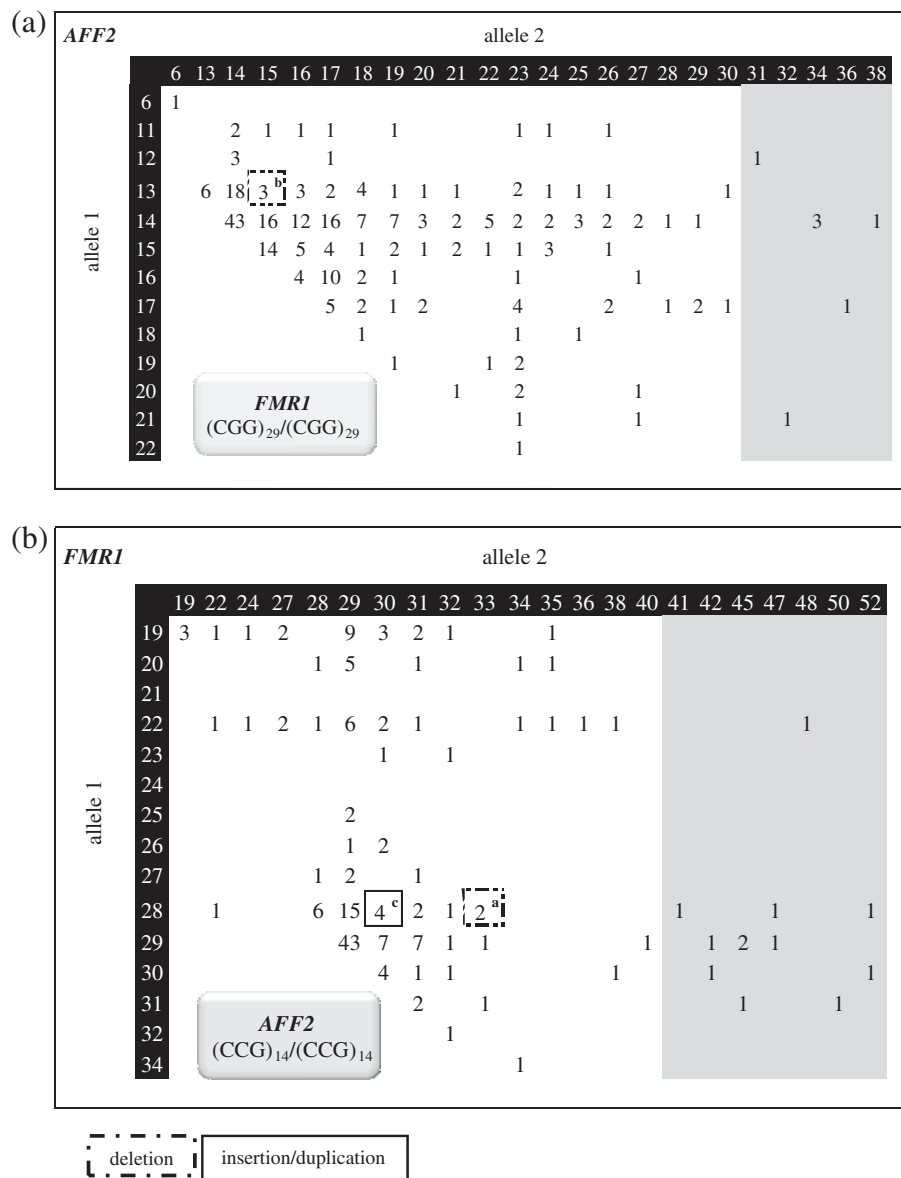 (a)
AFF2 allele 2
6 13 14 15 16 17 18 19 20 21 22 23 24 25 26 27 28 29 30 31 32 34 36 38
allele 1
6 1
11 2 1 1 1 1 1 1 1
12 3 1 1
13 6 18 3 b 3 2 4 1 1 1 2 1 1 1 1
14 43 16 12 16 7 7 3 2 5 2 2 3 2 2 1 1 3 1
15 14 5 4 1 2 1 2 1 1 3 1
16 4 10 2 1 1 1
17 5 2 1 2 4 2 1 2 1 1
18 1 1 1
19 1 1 2
20 1 2 1
21 1 1 1
22 1
FMR1
(CGG)29/(CGG)29
(b)
FMR1 allele 2
19 22 24 27 28 29 30 31 32 33 34 35 36 38 40 41 42 45 47 48 50 52
allele 1
19 3 1 1 2 9 3 2 1 1
20 1 5 1 1 1
21
22 1 1 2 1 6 2 1 1 1 1 1 1
23 1 1
24
25 2
26 1 2
27 1 2 1
28 1 6 15 4 c 2 1 2 a 1 1 1
29 43 7 7 1 1 1 1 2 1
30 4 1 1 1 1 1
31 2 1 1 1
32 1
34 1
AFF2
(CCG)14/(CCG)14
deletion insertion/duplication